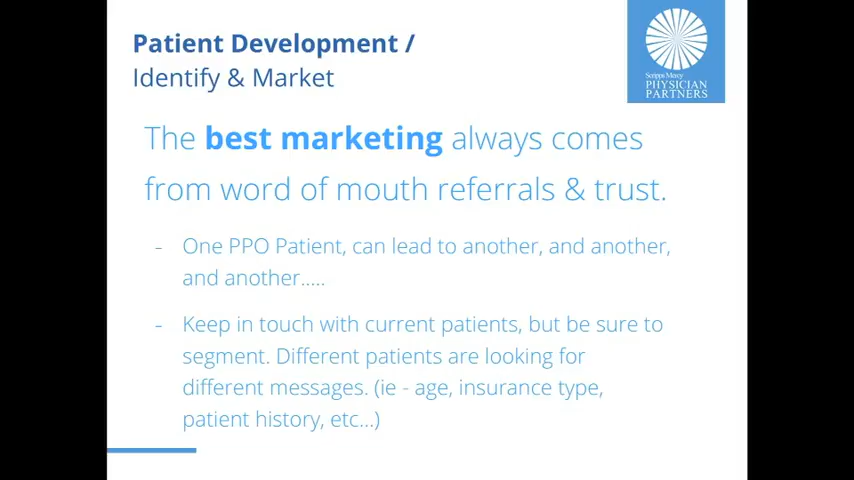 Patient Development /
Identify & Market
Scripps Mercy
PHYSICIAN
PARTNERS
The best marketing always comes
from word of mouth referrals & trust.
- One PPO Patient, can lead to another, and another,
and another.....
- Keep in touch with current patients, but be sure to
segment. Different patients are looking for
different messages. (ie - age, insurance type,
patient history, etc...)